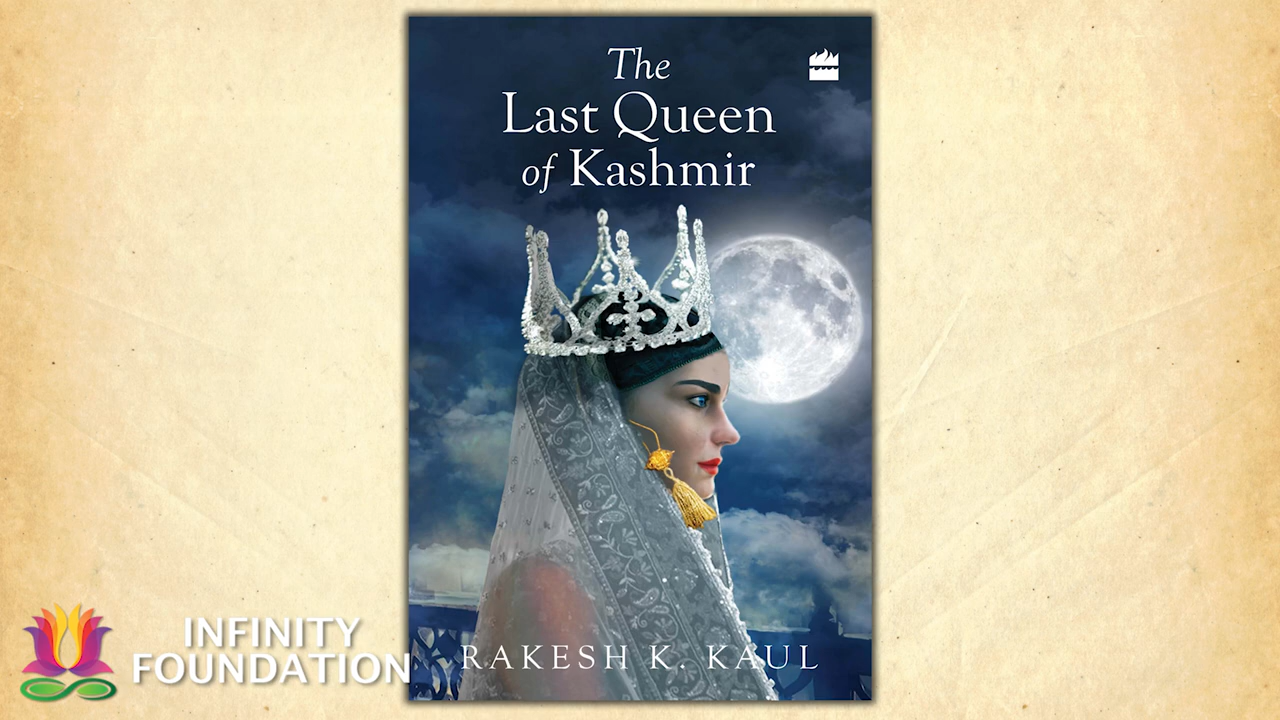 The
Last Queen
of Kashmir
RAKESH K. KAUL
INFINITY
FOUNDATION